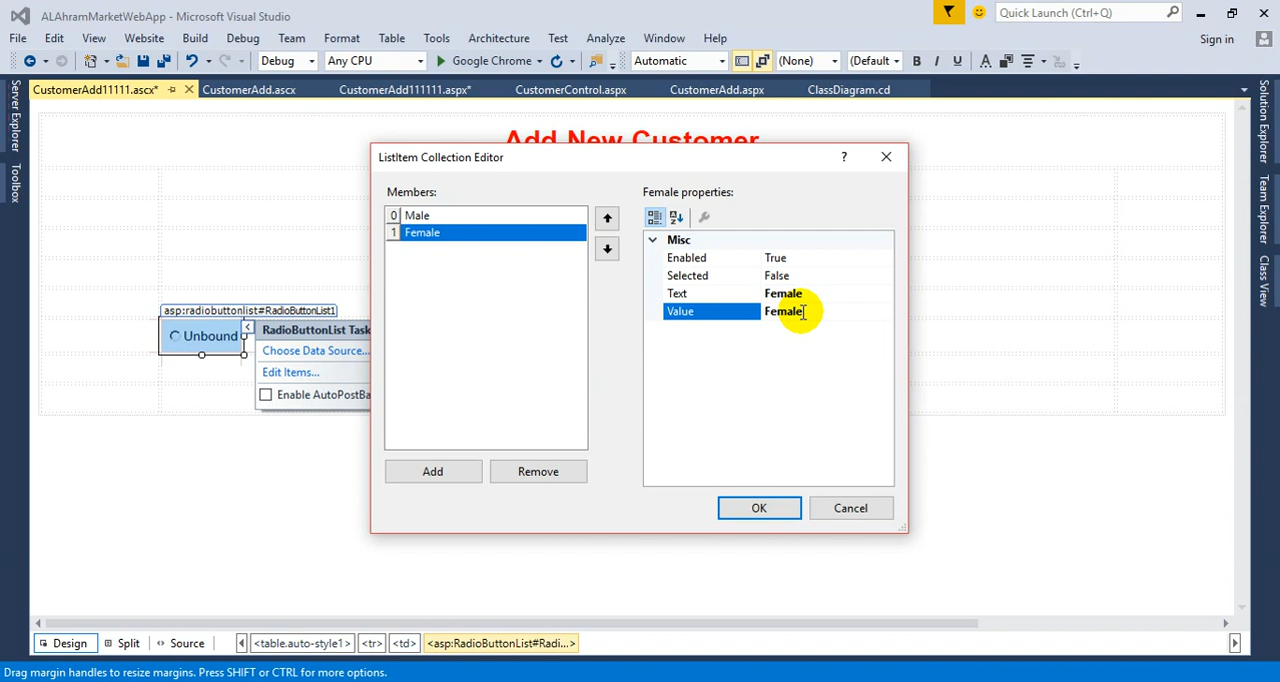 ALAhramMarketWebApp - Microsoft Visual Studio
Quick Launch (Ctrl+Q)
File Edit View Website Build Debug Team Format Table Tools Architecture Test Analyze Window Help
Sign in
Debug Any CPU Google Chrome Automatic (None) (Default B I U A
CustomerAdd11111.ascx* CustomerAdd.ascx CustomerAdd111111.aspx* CustomerControl.aspx CustomerAdd.aspx ClassDiagram.cd
Server Explorer
Toolbox
Solution Explorer
Team Explorer
Class View
Add New Customer
ListItem Collection Editor
?
Members:
Female properties:
0 Male
1 Female
Misc
Enabled True
Selected False
Text Female
Value Female
asp:radiobuttonlist#RadioButtonList1
Unbound
RadioButtonList Task
Choose Data Source...
Edit Items...
Enable AutoPostBa
Add Remove
OK Cancel
Design Split Source <table.auto-style1> <tr> <td> <asp:RadioButtonList#Radi...>
Drag margin handles to resize margins. Press SHIFT or CTRL for more options.